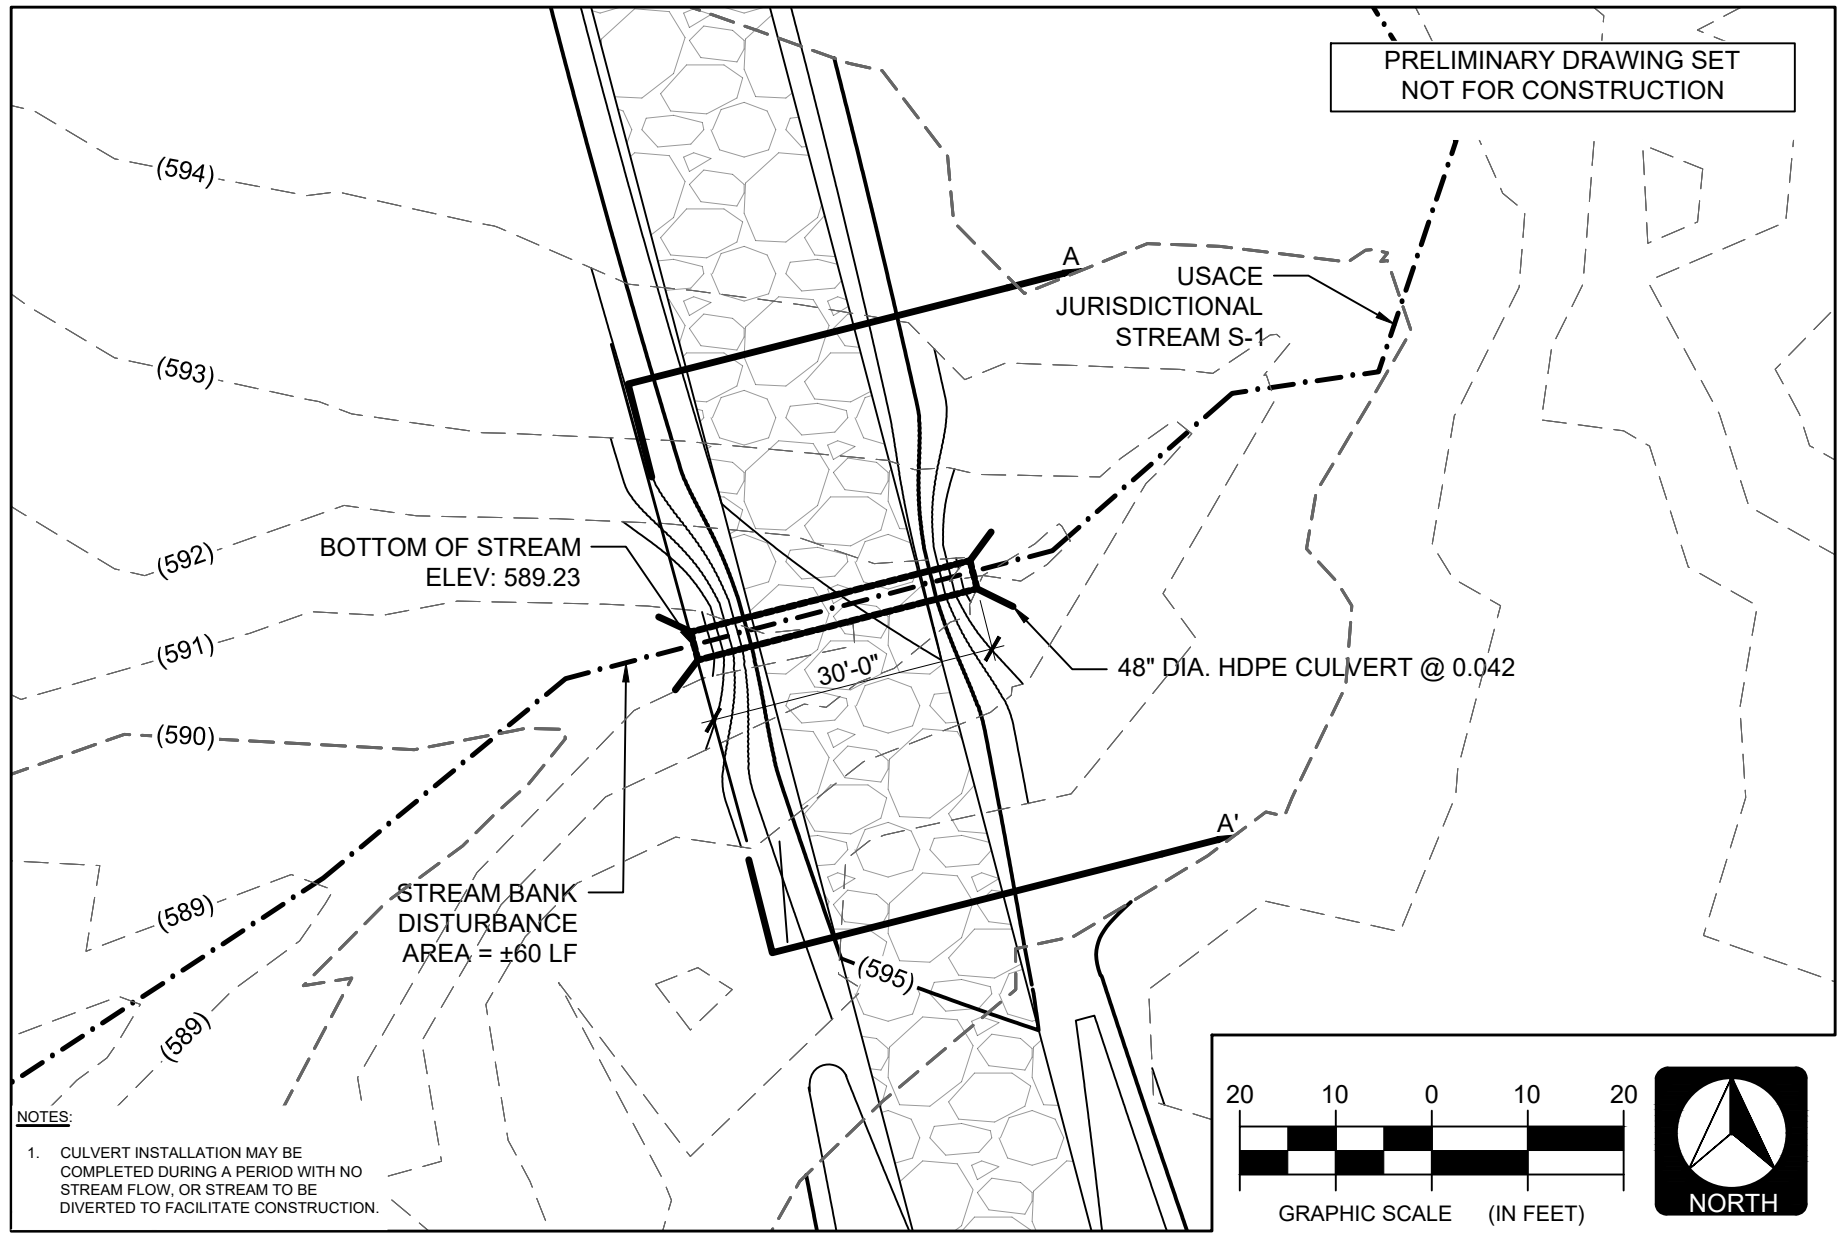 PRELIMINARY DRAWING SET
NOT FOR CONSTRUCTION
(594)
A
USACE
JURISDICTIONAL
STREAM S-1
(593)
(592)
BOTTOM OF STREAM
ELEV: 589.23
(591)
30'-0"
48" DIA. HDPE CULVERT @ 0.042
(590)
A'
STREAM BANK
DISTURBANCE
AREA = ±60 LF
(589)
(595)
(589)
NOTES:
1. CULVERT INSTALLATION MAY BE
COMPLETED DURING A PERIOD WITH NO
STREAM FLOW, OR STREAM TO BE
DIVERTED TO FACILITATE CONSTRUCTION.
20 10 0 10 20
GRAPHIC SCALE (IN FEET)
NORTH